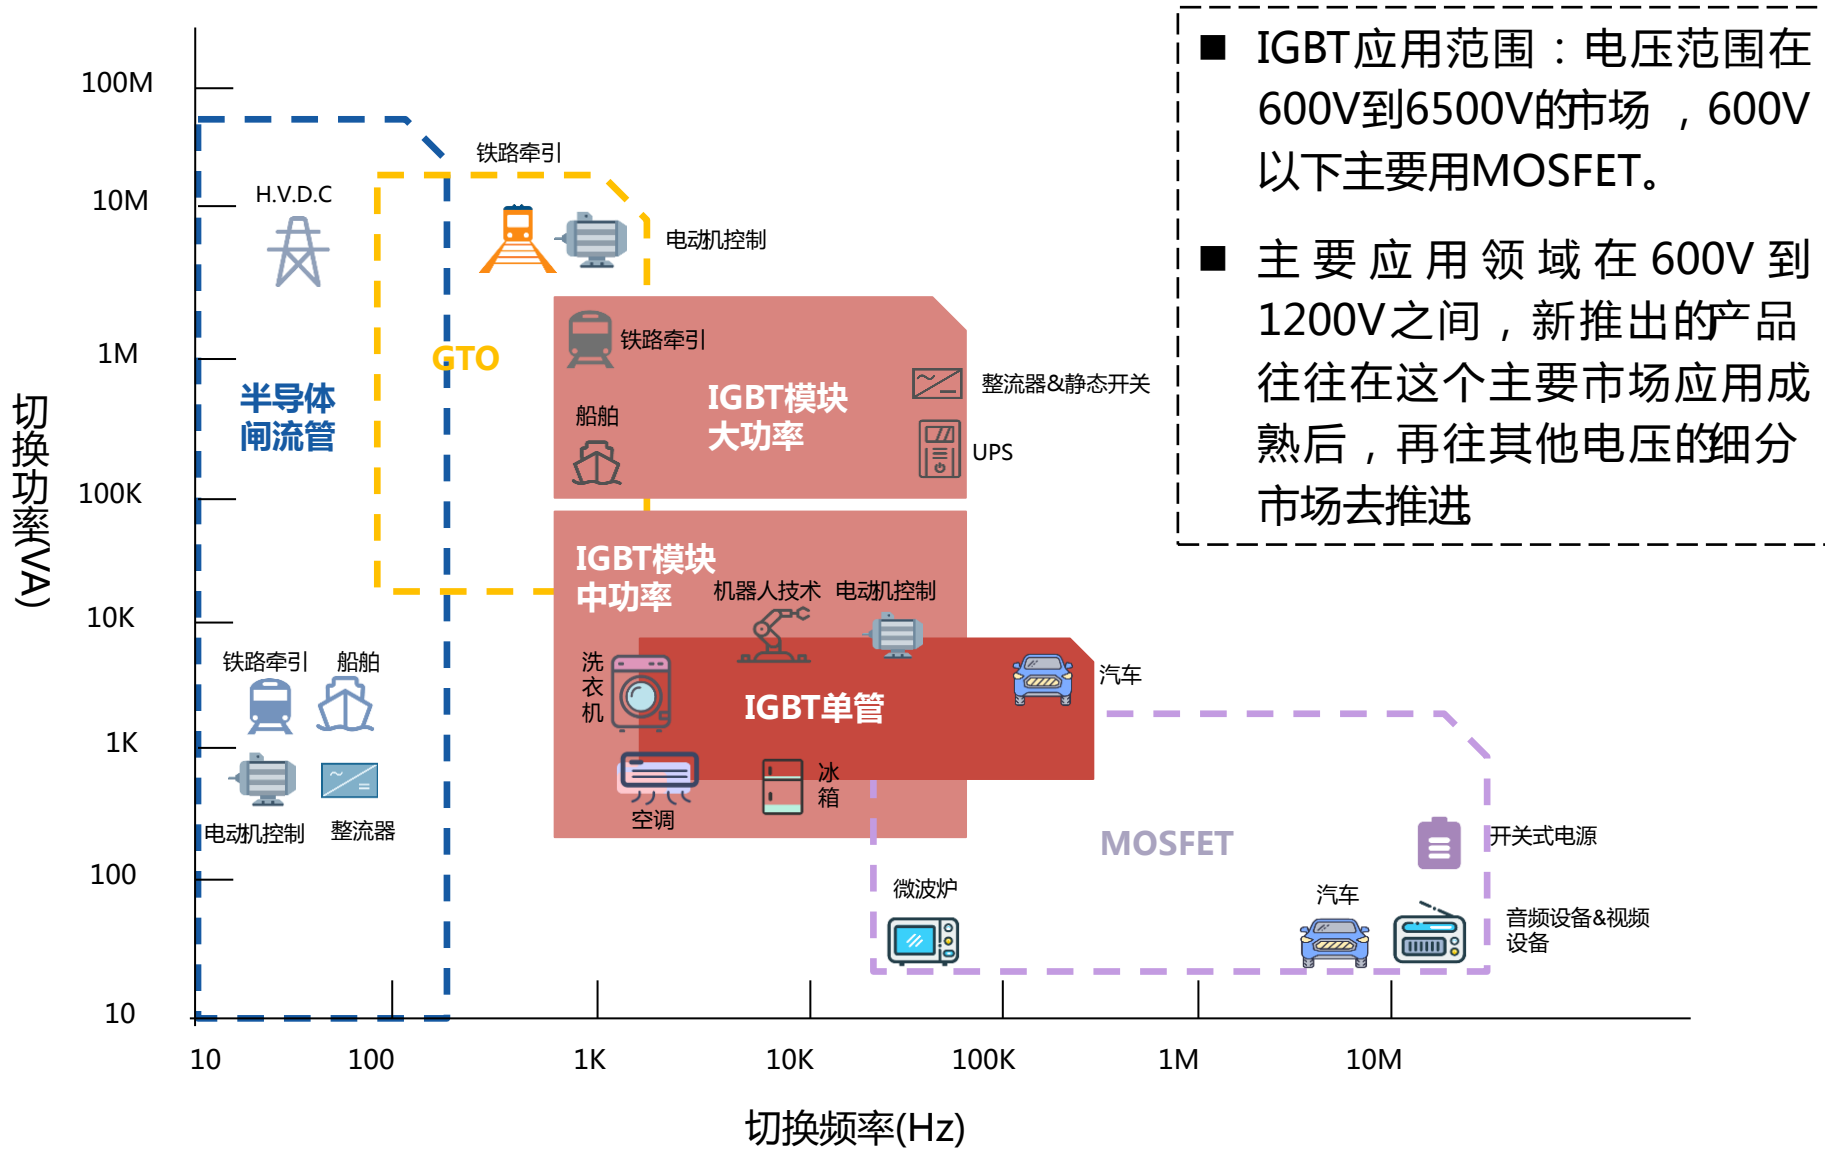 ■ IGBT应用范围：电压范围在
600V到6500V的市场，600V
以下主要用MOSFET。
■ 主要应用领域在600V到
1200V之间，新推出的产品
往往在这个主要市场应用成
熟后，再往其他电压的细分
市场去推进。
切换功率(VA)
100M
10M
1M
100K
10K
1K
100
10
H.V.D.C
铁路牵引
电动机控制
GTO
半导体
闸流管
铁路牵引
船舶
IGBT模块
大功率
整流器&静态开关
UPS
IGBT模块
中功率
机器人技术
电动机控制
洗衣机
IGBT单管
汽车
空调
冰箱
铁路牵引
船舶
电动机控制
整流器
MOSFET
开关式电源
微波炉
汽车
音频设备&视频
设备
10
100
1K
10K
100K
1M
10M
切换频率(Hz)